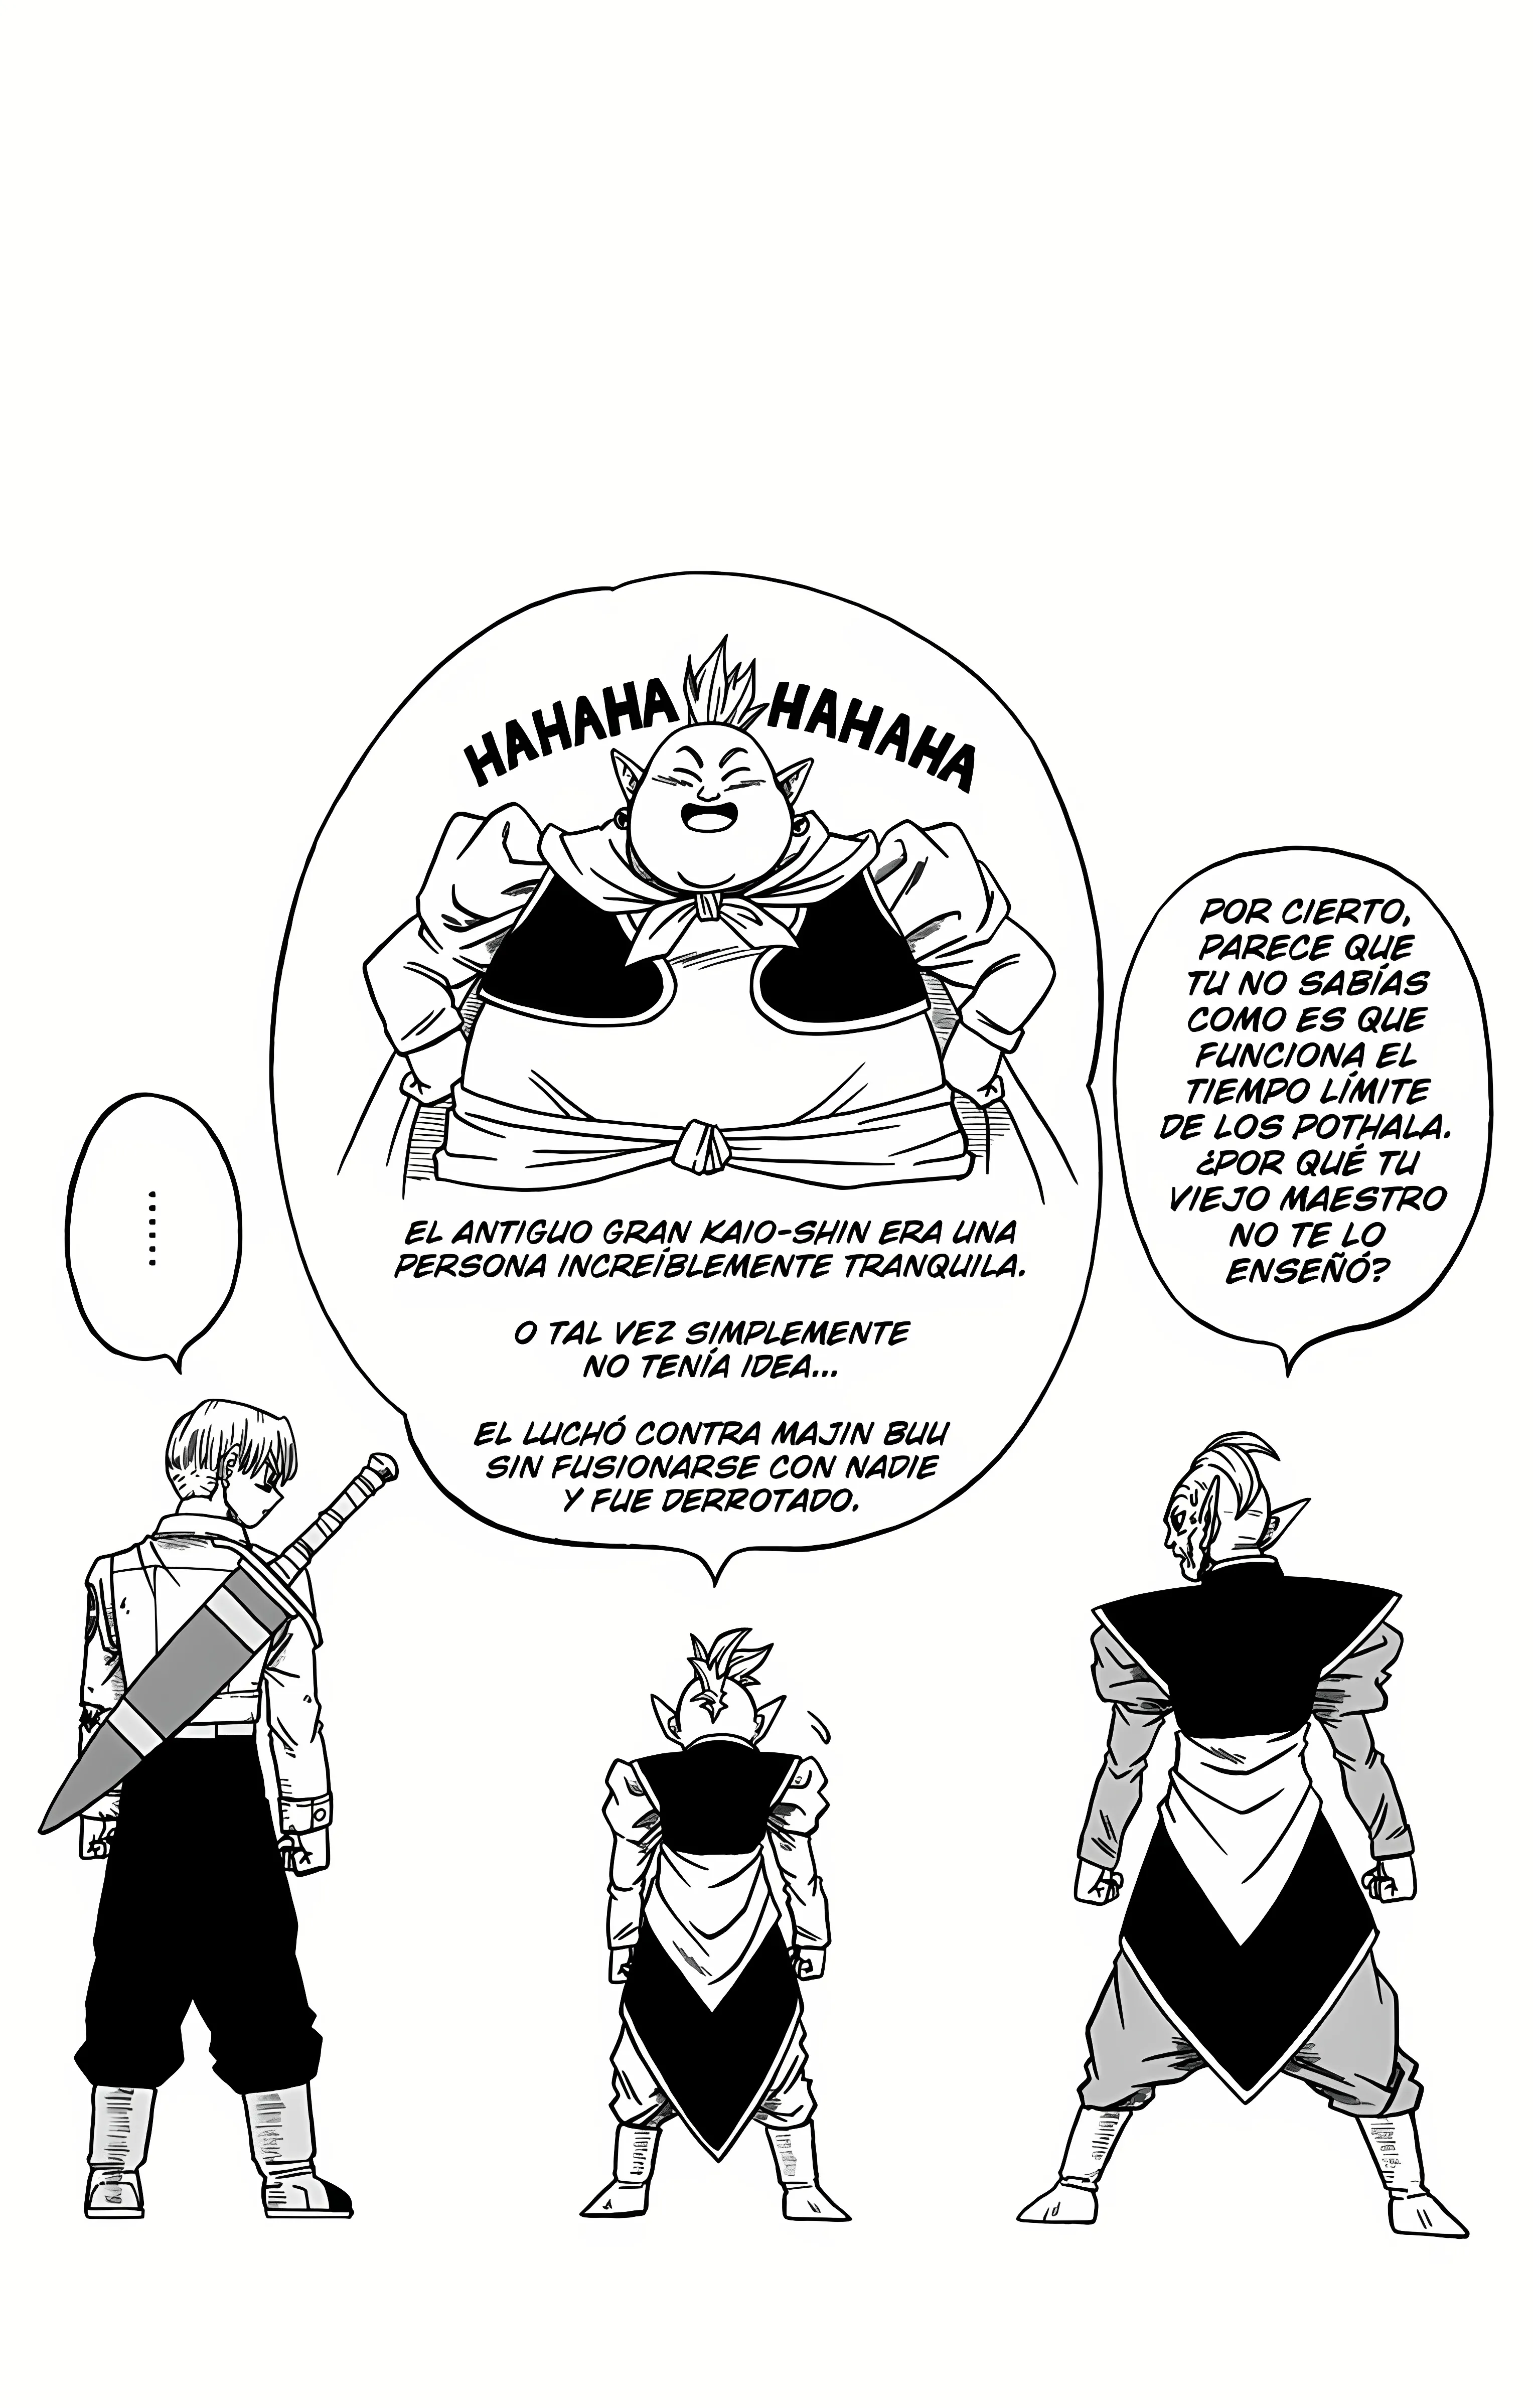 POR CIERTO,
PARECE QUE
TU NO SABÍAS
COMO ES QUE
FUNCIONA EL
TIEMPO LÍMITE
DE LOS POTHALA.
¿POR QUÉ TU
VIEJO MAESTRO
NO TE LO
ENSEÑÓ?
HAHAHA HAHAHA
EL ANTIGUO GRAN KAIO-SHIN ERA UNA
PERSONA INCREÍBLEMENTE TRANQUILA.
O TAL VEZ SIMPLEMENTE
NO TENÍA IDEA...
EL LUCHÓ CONTRA MAJIN BUU
SIN FUSIONARSE CON NADIE
Y FUE DERROTADO.
......